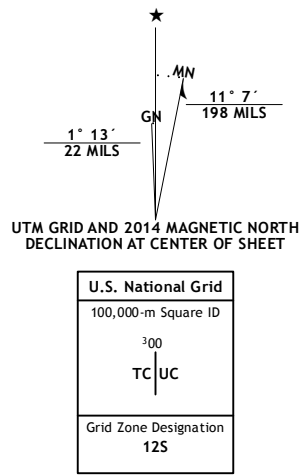 ★
MN
GN
11° 7´
198 MILS
1° 13´
22 MILS
UTM GRID AND 2014 MAGNETIC NORTH
DECLINATION AT CENTER OF SHEET
U.S. National Grid
100,000-m Square ID
³00
TC UC
Grid Zone Designation
12S